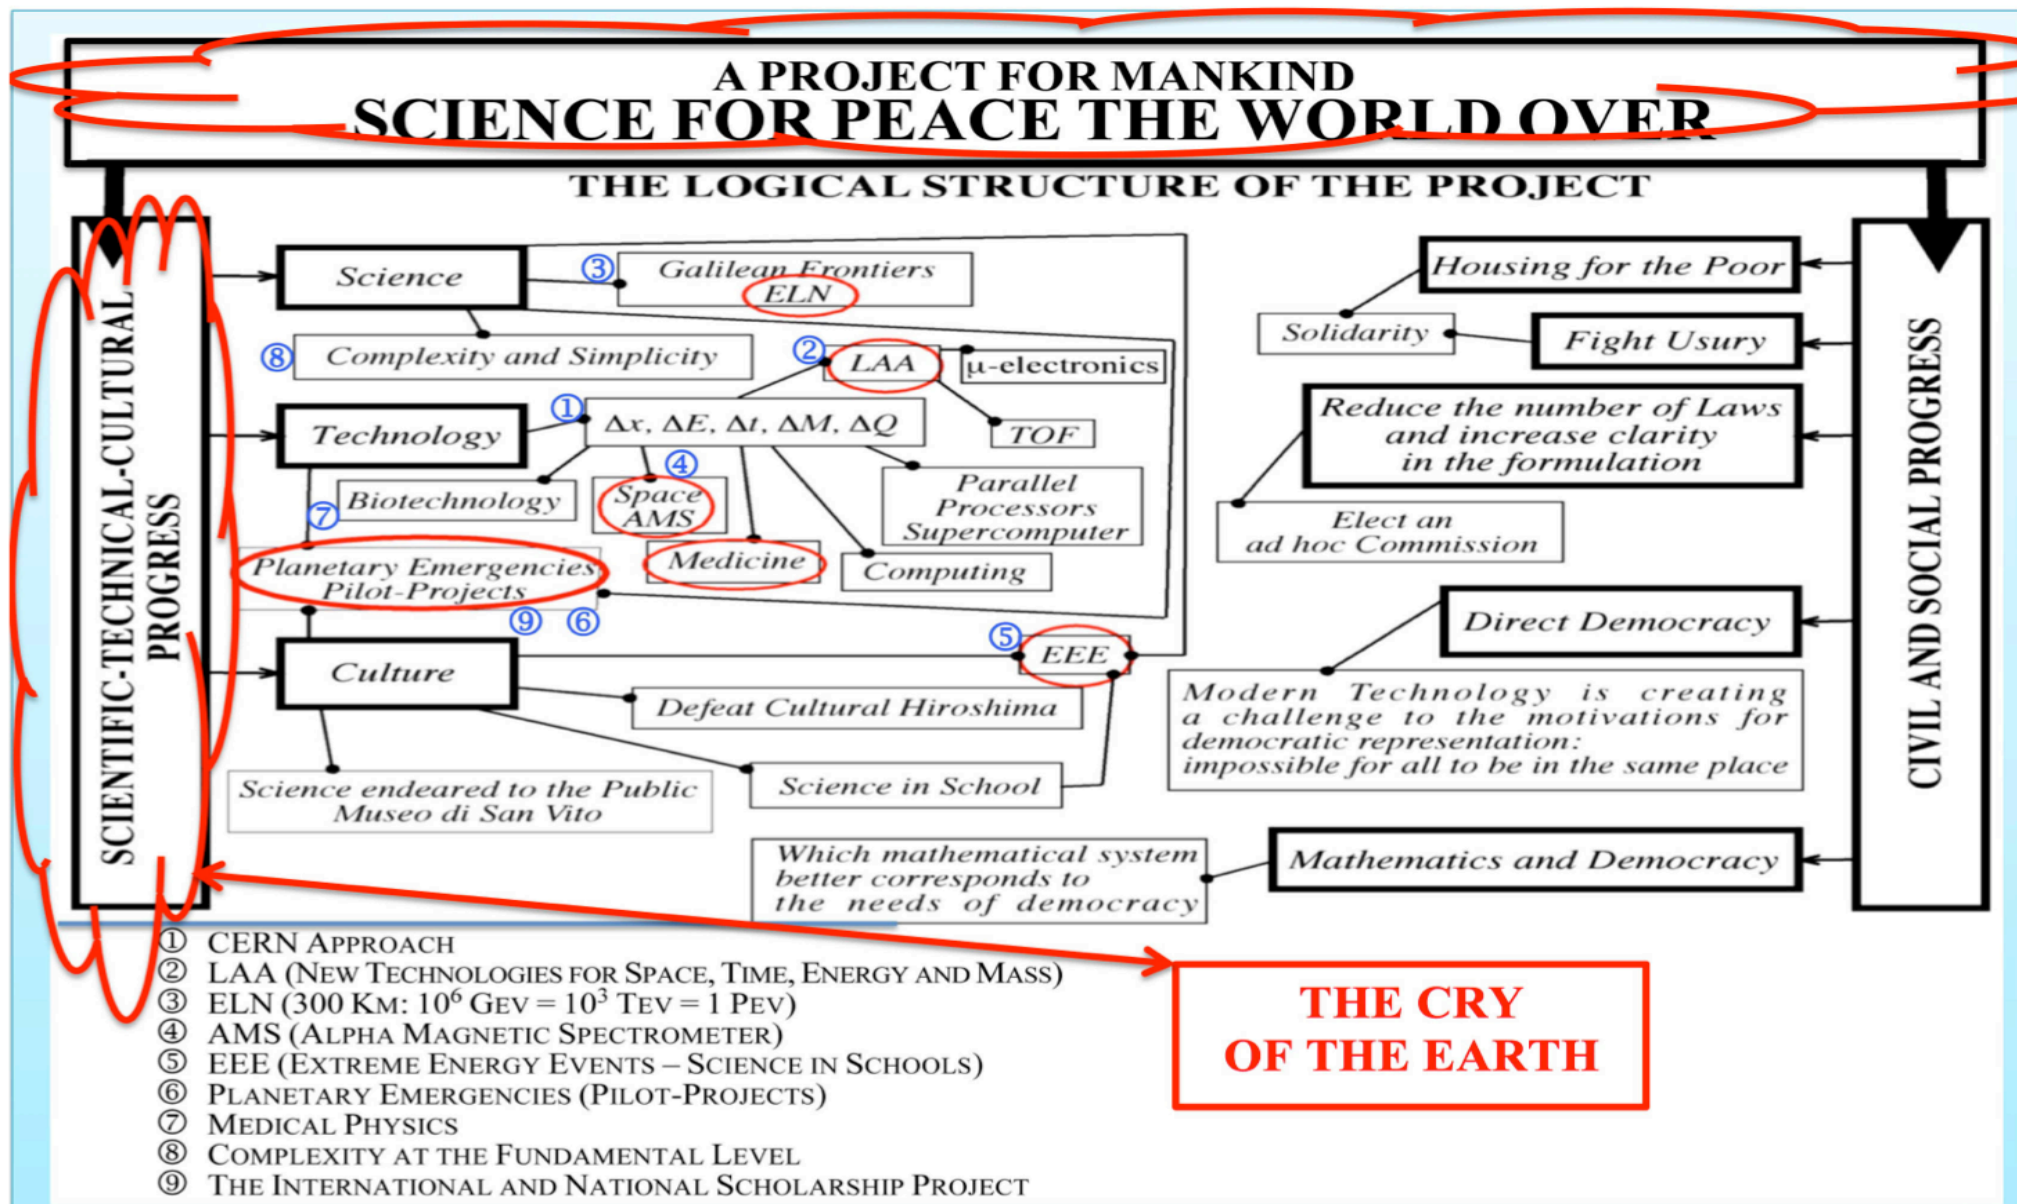 A PROJECT FOR MANKIND
SCIENCE FOR PEACE THE WORLD OVER
THE LOGICAL STRUCTURE OF THE PROJECT
SCIENTIFIC-TECHNICAL-CULTURAL
PROGRESS
Science
③
Galilean Frontiers
ELN
⑧
Complexity and Simplicity
②
LAA
μ-electronics
TOF
Technology
①
Δx, ΔE, Δt, ΔM, ΔQ
④
Biotechnology
Space
AMS
Parallel
Processors
Supercomputer
⑦
Medicine
Computing
Planetary Emergencies
Pilot-Projects
⑨
⑥
Culture
⑤
EEE
Defeat Cultural Hiroshima
Science endeared to the Public
Museo di San Vito
Science in School
Housing for the Poor
Solidarity
Fight Usury
Reduce the number of Laws
and increase clarity
in the formulation
Elect an
ad hoc Commission
Direct Democracy
Modern Technology is creating
a challenge to the motivations for
democratic representation:
impossible for all to be in the same place
Which mathematical system
better corresponds to
the needs of democracy
Mathematics and Democracy
CIVIL AND SOCIAL PROGRESS
① CERN APPROACH
② LAA (NEW TECHNOLOGIES FOR SPACE, TIME, ENERGY AND MASS)
③ ELN (300 KM: 10⁶ GEV = 10³ TEV = 1 PEV)
④ AMS (ALPHA MAGNETIC SPECTROMETER)
⑤ EEE (EXTREME ENERGY EVENTS – SCIENCE IN SCHOOLS)
⑥ PLANETARY EMERGENCIES (PILOT-PROJECTS)
⑦ MEDICAL PHYSICS
⑧ COMPLEXITY AT THE FUNDAMENTAL LEVEL
⑨ THE INTERNATIONAL AND NATIONAL SCHOLARSHIP PROJECT
THE CRY
OF THE EARTH